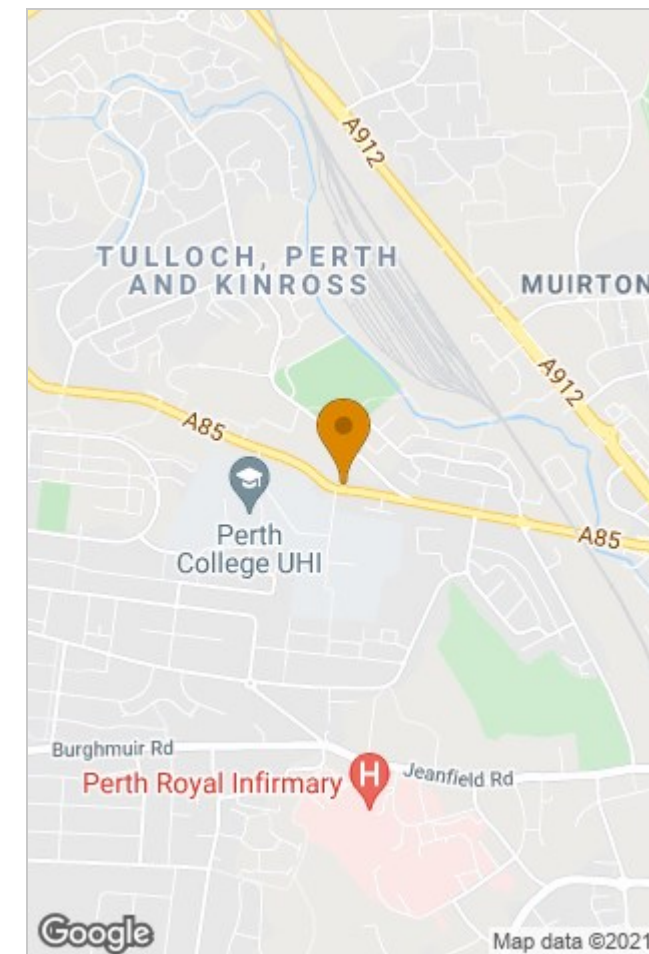 A912
TULLOCH, PERTH
AND KINROSS
MUIRTON
A912
A85
Perth
College UHI
A85
Burghmuir Rd
Jeanfield Rd
Perth Royal Infirmary
H
Google
Map data ©2021